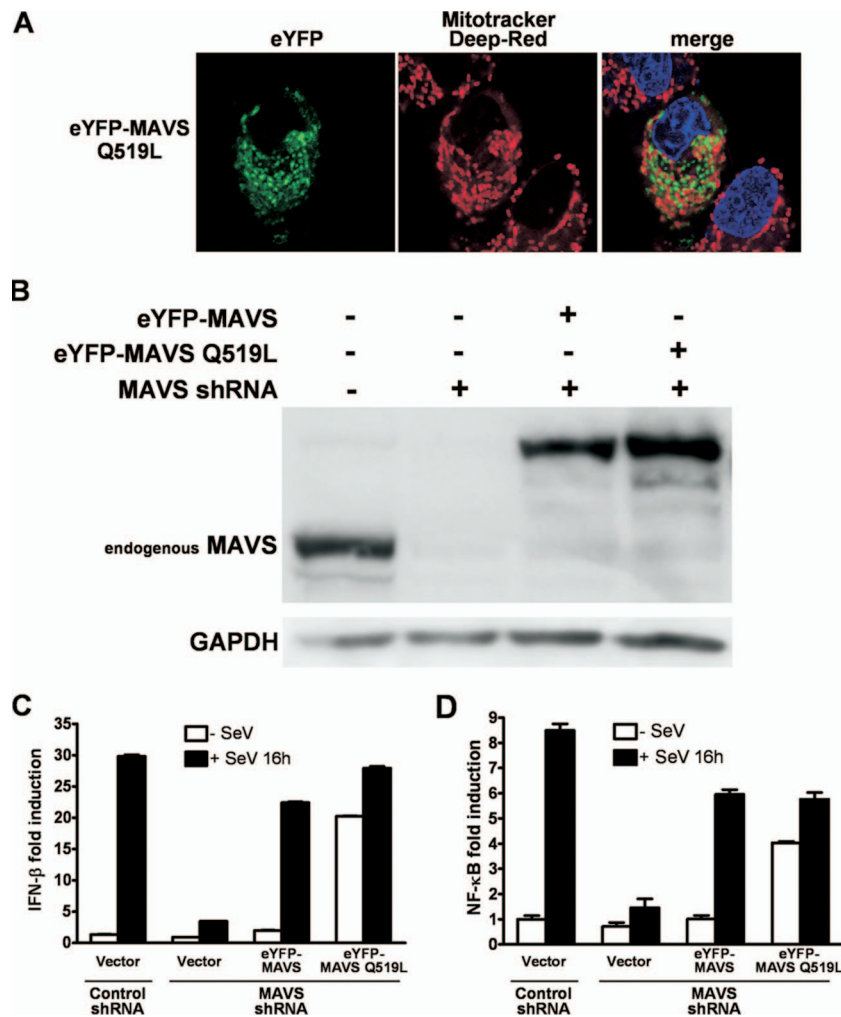 A
eYFP
Mitotracker
Deep-Red
merge
eYFP-MAVS
Q519L
B
eYFP-MAVS - - + -
eYFP-MAVS Q519L - - - +
MAVS shRNA - + + +
endogenous MAVS
GAPDH
C
IFN-β fold induction
35
30
25
20
15
10
5
0
- SeV
+ SeV 16h
Vector
Vector
eYFP-
MAVS
eYFP-
MAVS Q519L
Control
shRNA
MAVS
shRNA
D
NF-κB fold induction
9
8
7
6
5
4
3
2
1
0
- SeV
+ SeV 16h
Vector
Vector
eYFP-
MAVS
eYFP-
MAVS Q519L
Control
shRNA
MAVS
shRNA